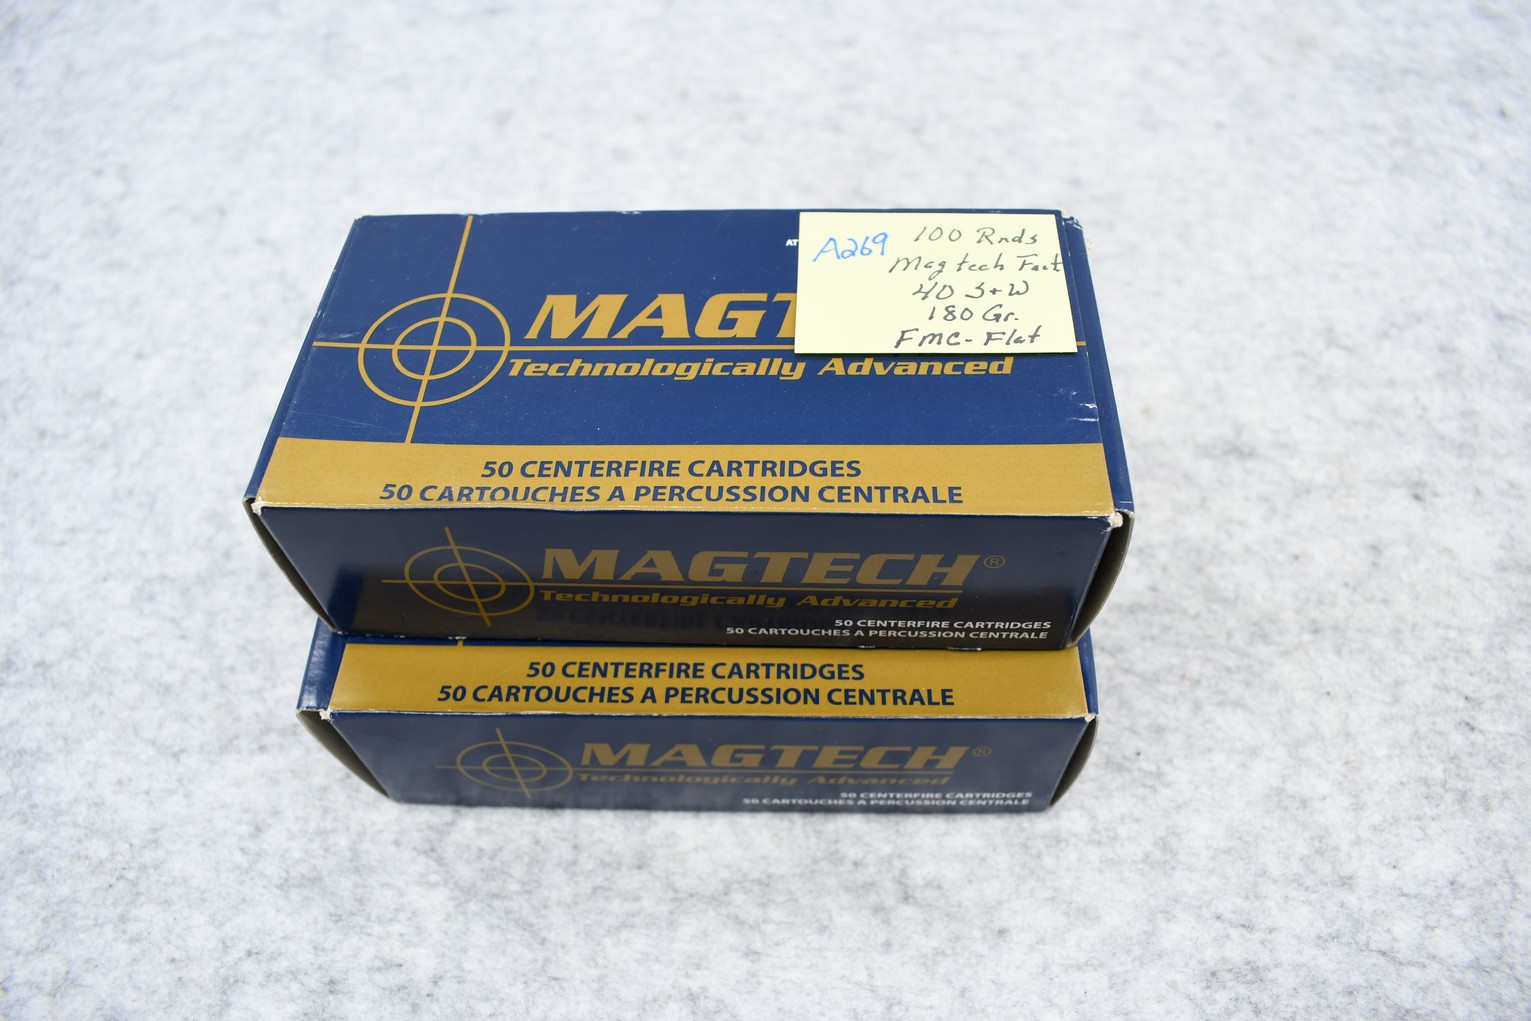 A269 100 Rnds
Magtech Fact
40 S+W
180 Gr.
FMC-Flat
AT
MAGT
Technologically Advanced
50 CENTERFIRE CARTRIDGES
50 CARTOUCHES A PERCUSSION CENTRALE
MAGTECH®
Technologically Advanced
50 CENTERFIRE CARTRIDGES
50 CARTOUCHES A PERCUSSION CENTRALE
50 CENTERFIRE CARTRIDGES
50 CARTOUCHES A PERCUSSION CENTRALE
MAGTECH®
Technologically Advanced
50 CENTERFIRE CARTRIDGES
50 CARTOUCHES A PERCUSSION CENTRALE